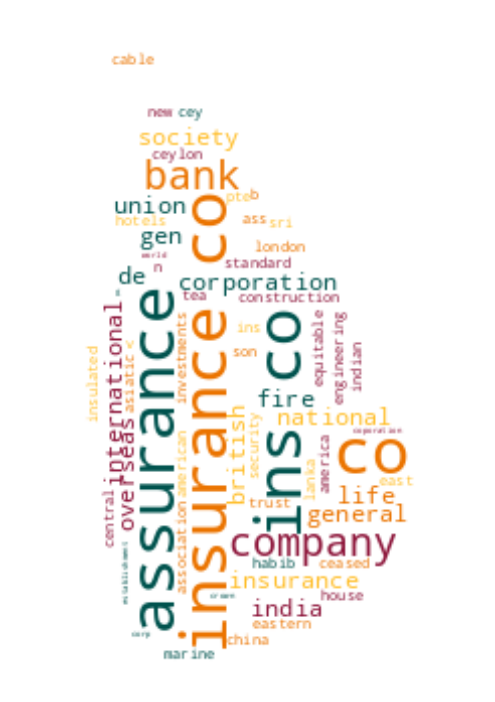 cable
new cey
society
ceylon
bank
pte b
union
co
hotels
ass sri
gen
london
world
n
standard
de
corporation
tea
construction
assurance
insurance co
ins co
international
investments
ins
son
equitable
engineering
indian
insulated
asiatic
overseas
american
british
security
fire
national
corporation
co
america
lanka
east
life
central
association
trust
general
company
habib
ceased
establishment
insurance
crown
house
india
eastern
corp
china
marine